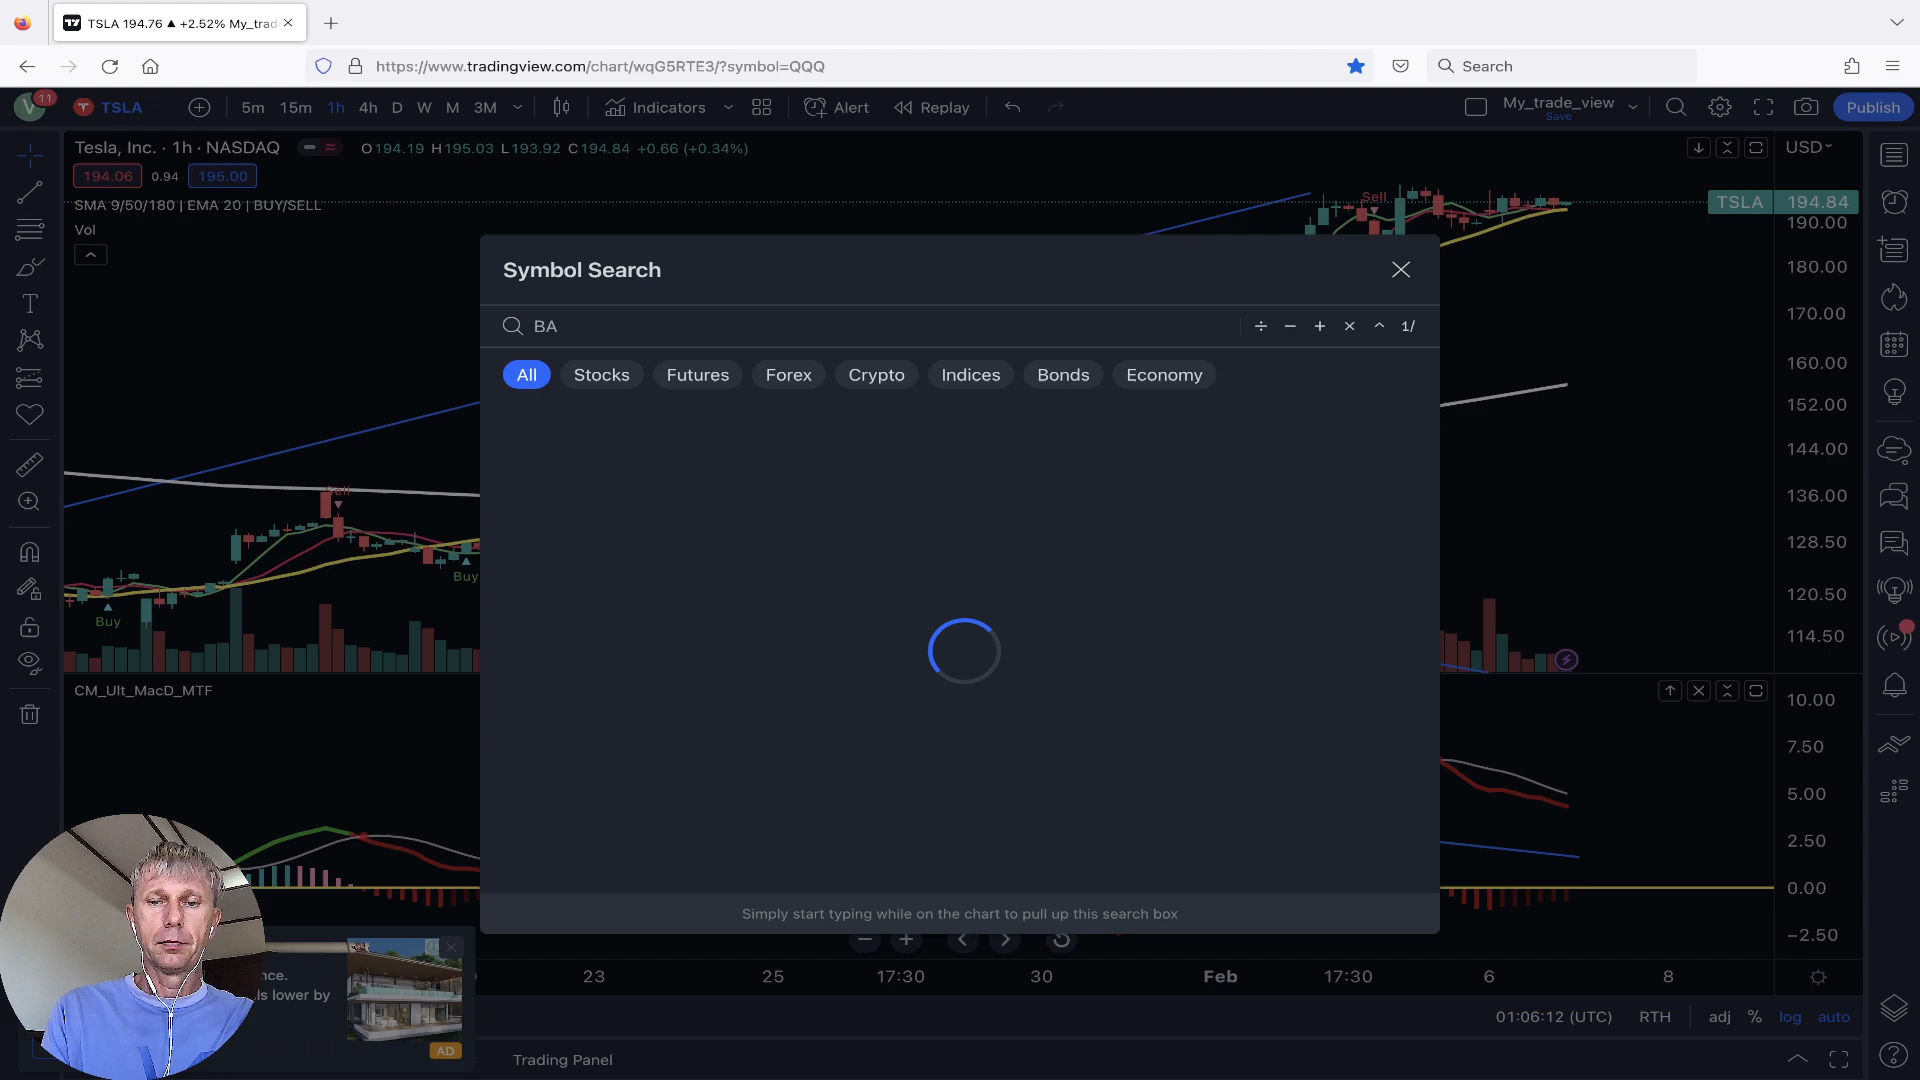 TSLA 194.76 ▲ +2.52% My_trad
https://www.tradingview.com/chart/wqG5RTE3/?symbol=QQQ
Search
V
11
TSLA
5m 15m 1h 4h D W M 3M
Indicators
Alert
Replay
My_trade_view
Save
Publish
Tesla, Inc. · 1h · NASDAQ
O194.19 H195.03 L193.92 C194.84 +0.66 (+0.34%)
USD
194.06 0.94 195.00
SMA 9/50/180 | EMA 20 | BUY/SELL
Vol
Sell
TSLA 194.84
190.00
180.00
170.00
160.00
152.00
144.00
136.00
128.50
120.50
114.50
Symbol Search
BA
÷ − + × ^ 1/
All Stocks Futures Forex Crypto Indices Bonds Economy
Sell
Buy
Buy
Simply start typing while on the chart to pull up this search box
CM_Ult_MacD_MTF
10.00
7.50
5.00
2.50
0.00
−2.50
nce.
ls lower by
AD
23 25 17:30 30 Feb 17:30 6 8
01:06:12 (UTC) RTH adj % log auto
Trading Panel